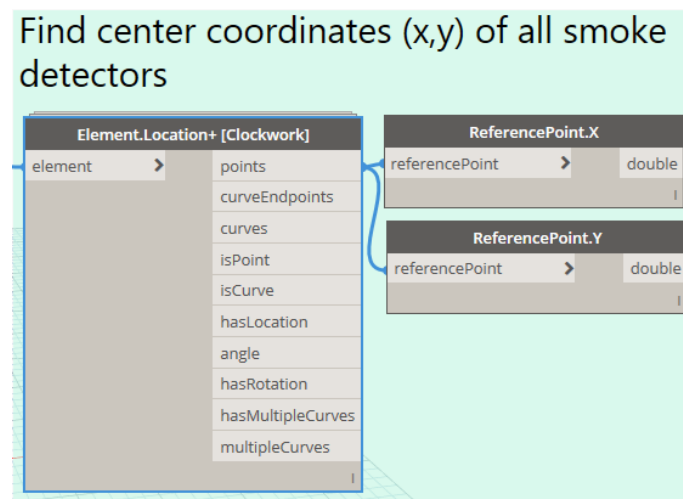 Find center coordinates (x,y) of all smoke
detectors
Element.Location+ [Clockwork]
element
points
curveEndpoints
curves
isPoint
isCurve
hasLocation
angle
hasRotation
hasMultipleCurves
multipleCurves
ReferencePoint.X
referencePoint
double
ReferencePoint.Y
referencePoint
double